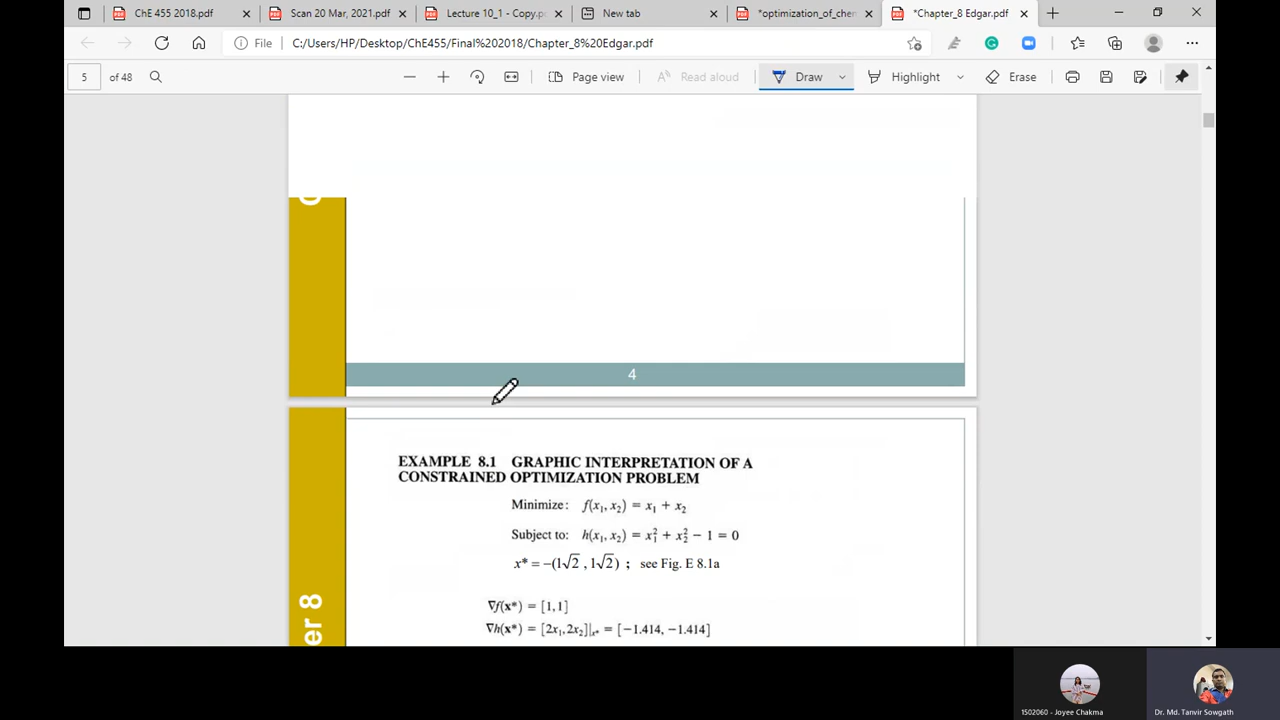 ChE 455 2018.pdf
Scan 20 Mar, 2021.pdf
Lecture 10_1 - Copy.p
New tab
*optimization_of_chen
*Chapter_8 Edgar.pdf
File
C:/Users/HP/Desktop/ChE455/Final%202018/Chapter_8%20Edgar.pdf
5 of 48
Page view
Read aloud
Draw
Highlight
Erase
4
EXAMPLE 8.1 GRAPHIC INTERPRETATION OF A
CONSTRAINED OPTIMIZATION PROBLEM
Minimize: f(x₁, x₂) = x₁ + x₂
Subject to: h(x₁, x₂) = x₁² + x₂² − 1 = 0
x* = −(1√2 , 1√2) ; see Fig. E 8.1a
∇f(x*) = [1,1]
∇h(x*) = [2x₁,2x₂]|ₓ* = [−1.414, −1.414]
er 8
1502060 - Joyee Chakma
Dr. Md. Tanvir Sowgath